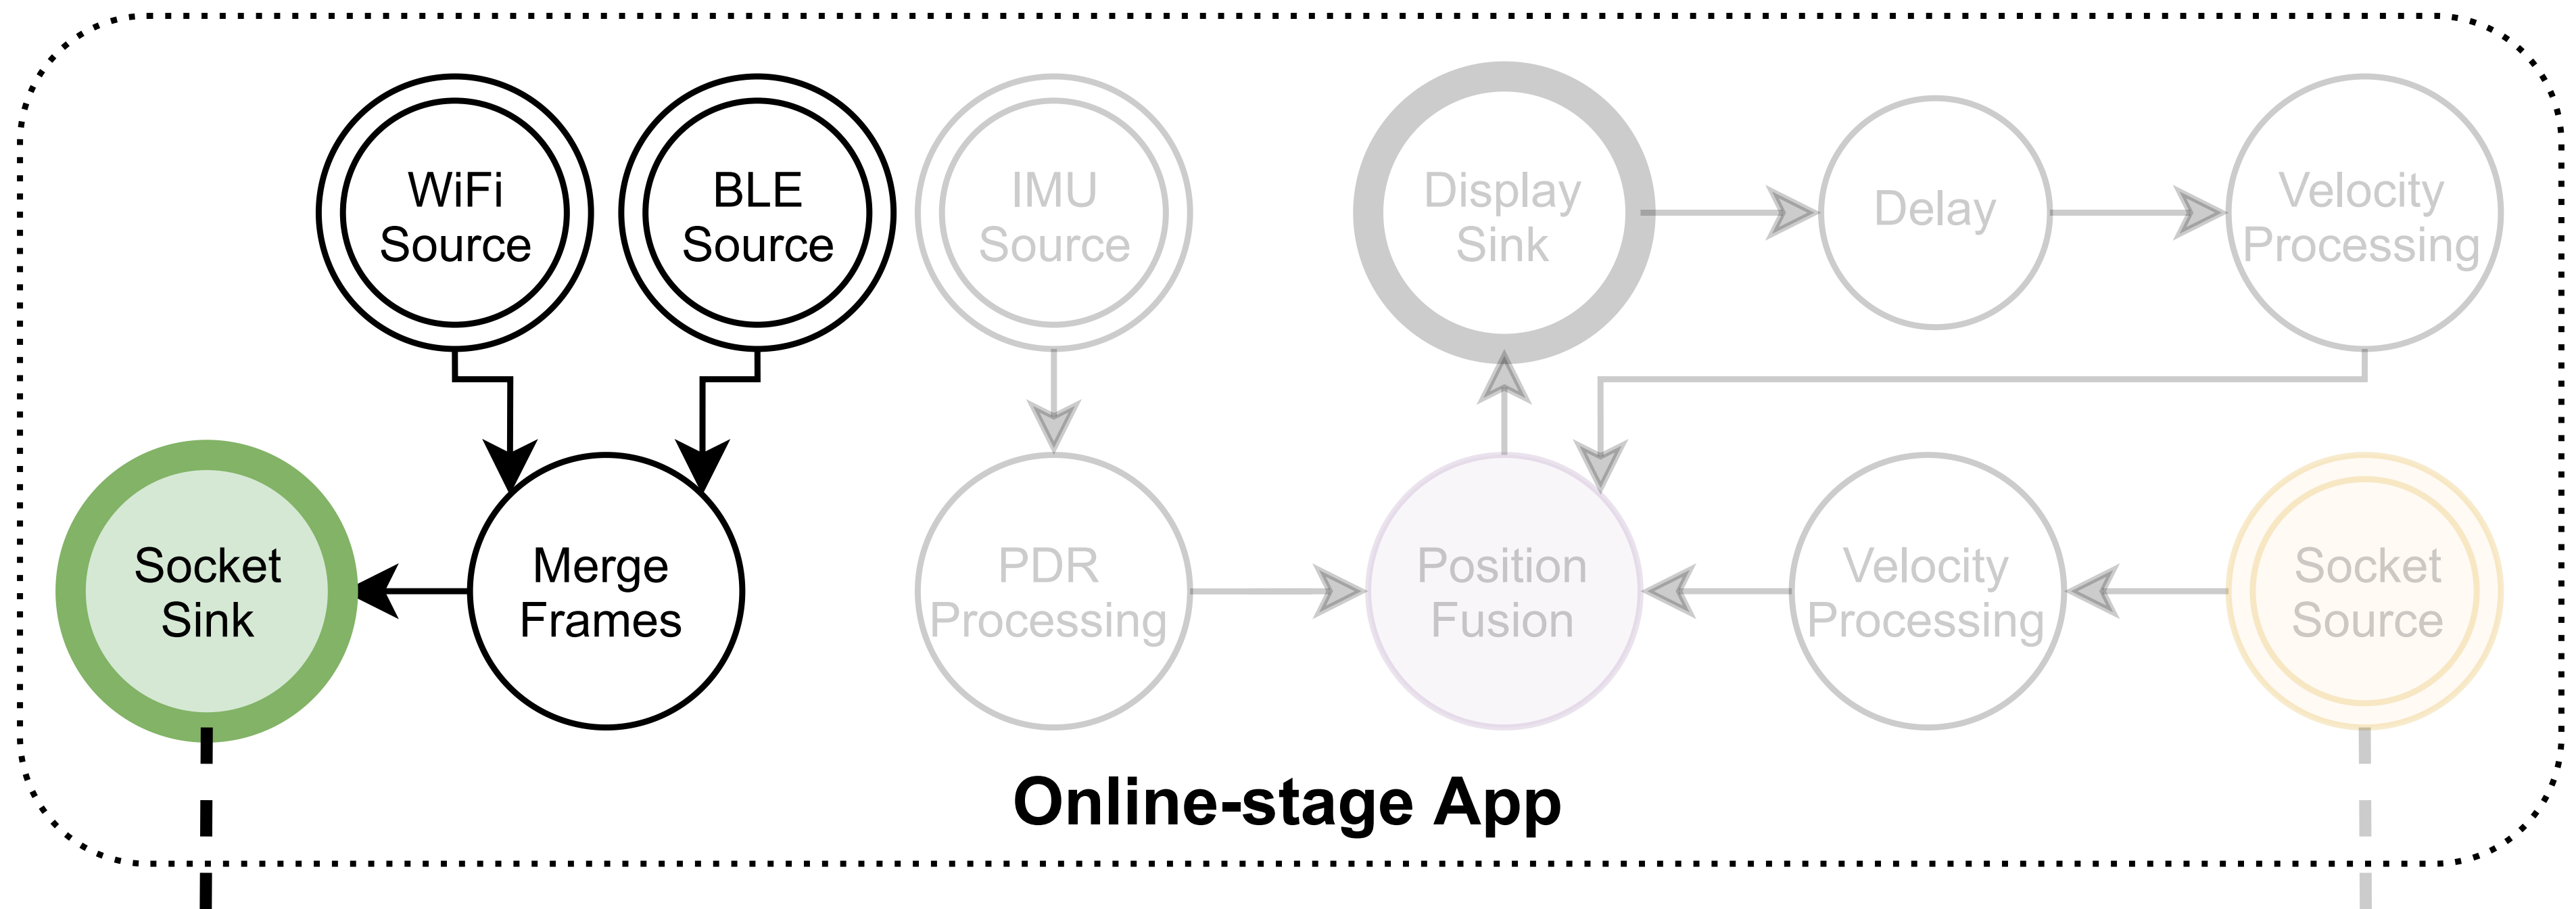 WiFi
Source
BLE
Source
IMU
Source
Display
Sink
Delay
Velocity
Processing
Socket
Sink
Merge
Frames
PDR
Processing
Position
Fusion
Velocity
Processing
Socket
Source
Online-stage App